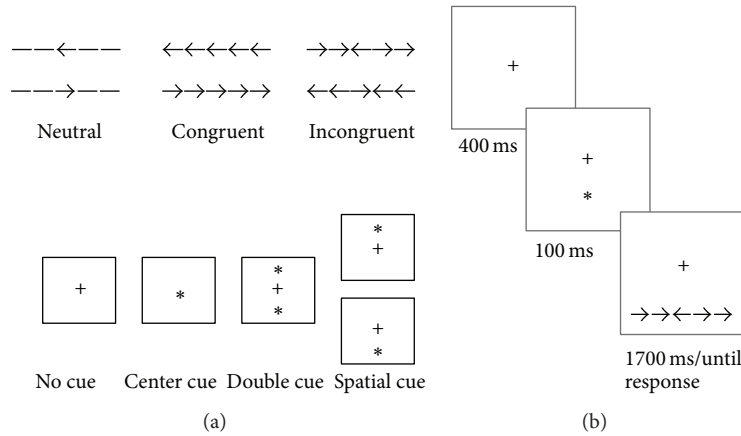 Neutral
Congruent
Incongruent
+
*
+
*
+
*
*
+
+
*
No cue
Center cue
Double cue
Spatial cue
(a)
+
400 ms
+
*
100 ms
+
1700 ms/until
response
(b)